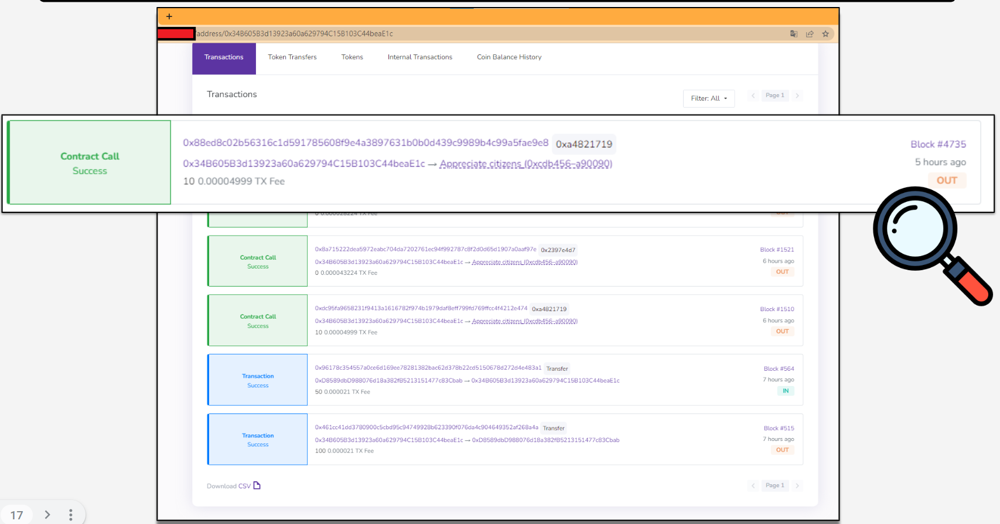 +
address/0x34B605B3d13923a60a629794C15B103C44beaE1c
Transactions Token Transfers Tokens Internal Transactions Coin Balance History
Transactions
Filter: All
Page 1
Contract Call
Success
0x88ed8c02b56316c1d591785608f9e4a3897631b0b0d439c9989b4c99a5fae9e8 0xa4821719
0x34B605B3d13923a60a629794C15B103C44beaE1c → Appreciate citizens_(0xcdb456–a90090)
10 0.00004999 TX Fee
Block #4735
5 hours ago
OUT
Contract Call
Success
0x8a715222dea5972eabc704da7202761ec94f992787c8f2d0d65d1907a0aaf97e 0x2397e4d7
0x34B605B3d13923a60a629794C15B103C44beaE1c → Appreciate citizens_(0xcdb456–a90090)
0 0.000043224 TX Fee
Block #1521
6 hours ago
OUT
Contract Call
Success
0xdc95fa9658231f9413a1616782f974b1979daf8eff799fd769ffcc4f4212e474 0xa4821719
0x34B605B3d13923a60a629794C15B103C44beaE1c → Appreciate citizens_(0xcdb456–a90090)
10 0.00004999 TX Fee
Block #1510
6 hours ago
OUT
Transaction
Success
0x96178c354557a0ce6d169ee78281382bac62d378b22cd5150678d272d4e483a1 Transfer
0xD8589dbD988076d18a382fB5213151477c83Cbab → 0x34B605B3d13923a60a629794C15B103C44beaE1c
50 0.000021 TX Fee
Block #564
7 hours ago
IN
Transaction
Success
0x461cc41dd3780900c5cbd95c94749928b623390f076da4c904649352af268a4a Transfer
0x34B605B3d13923a60a629794C15B103C44beaE1c → 0xD8589dbD988076d18a382fB5213151477c83Cbab
100 0.000021 TX Fee
Block #515
7 hours ago
OUT
Download CSV
Page 1
17